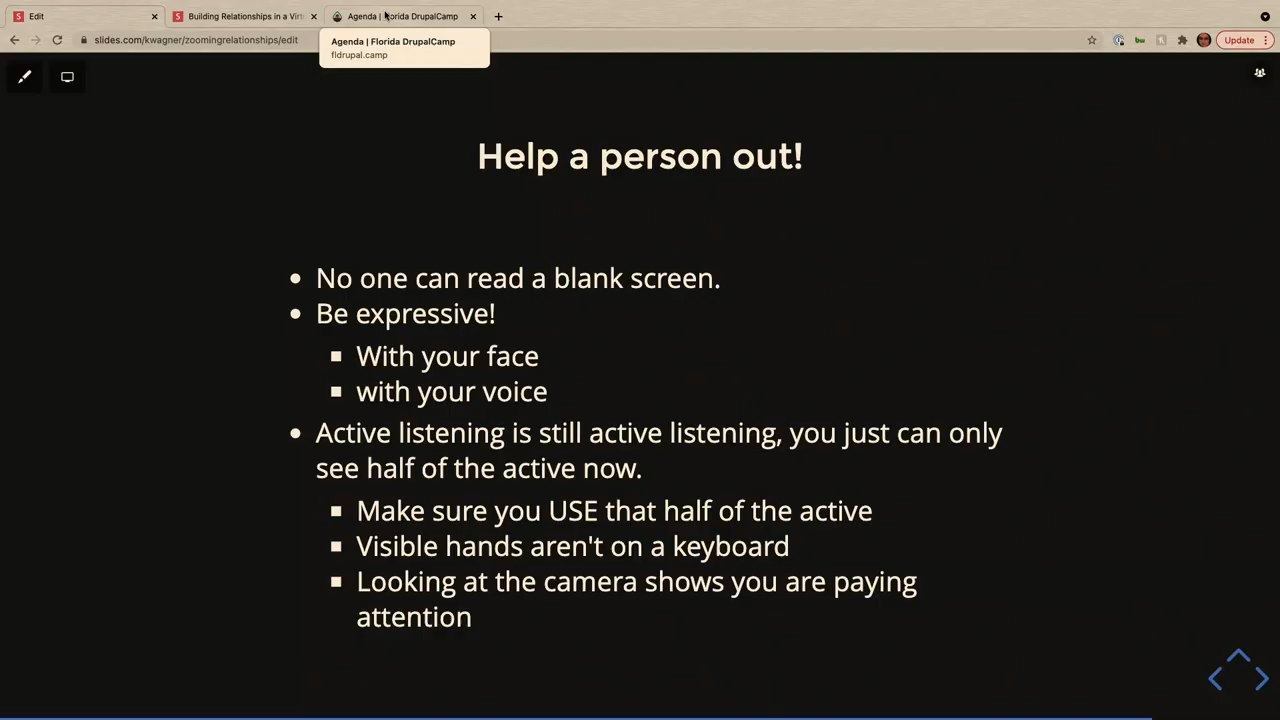 Edit
Building Relationships in a Virt
Agenda | Florida DrupalCamp
slides.com/kwagner/zoomingrelationships/edit
Update
Agenda | Florida DrupalCamp
fldrupal.camp
Help a person out!
No one can read a blank screen.
Be expressive!
With your face
with your voice
Active listening is still active listening, you just can only
see half of the active now.
Make sure you USE that half of the active
Visible hands aren't on a keyboard
Looking at the camera shows you are paying
attention